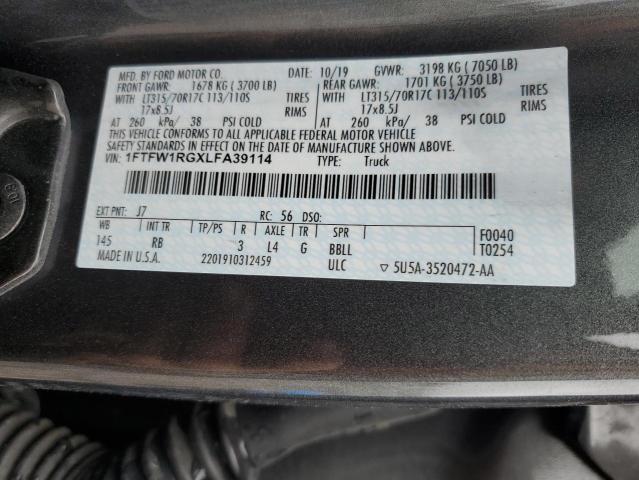 MFD. BY FORD MOTOR CO. DATE: 10/19 GVWR: 3198 KG ( 7050 LB)
FRONT GAWR: 1678 KG ( 3700 LB) REAR GAWR: 1701 KG ( 3750 LB)
WITH LT315/70R17C 113/110S TIRES WITH LT315/70R17C 113/110S TIRES
17x8.5J RIMS 17x8.5J RIMS
AT 260 kPa/ 38 PSI COLD AT 260 kPa/ 38 PSI COLD
THIS VEHICLE CONFORMS TO ALL APPLICABLE FEDERAL MOTOR VEHICLE
SAFETY STANDARDS IN EFFECT ON THE DATE OF MANUFACTURE SHOWN ABOVE.
VIN: 1FTFW1RGXLFA39114 TYPE: Truck
EXT PNT: J7 RC: 56 DSO:
WB INT TR TP/PS R AXLE TR SPR F0040
145 RB 3 L4 G BBLL T0254
MADE IN U.S.A. 2201910312459 ULC ▽ 5U5A-3520472-AA